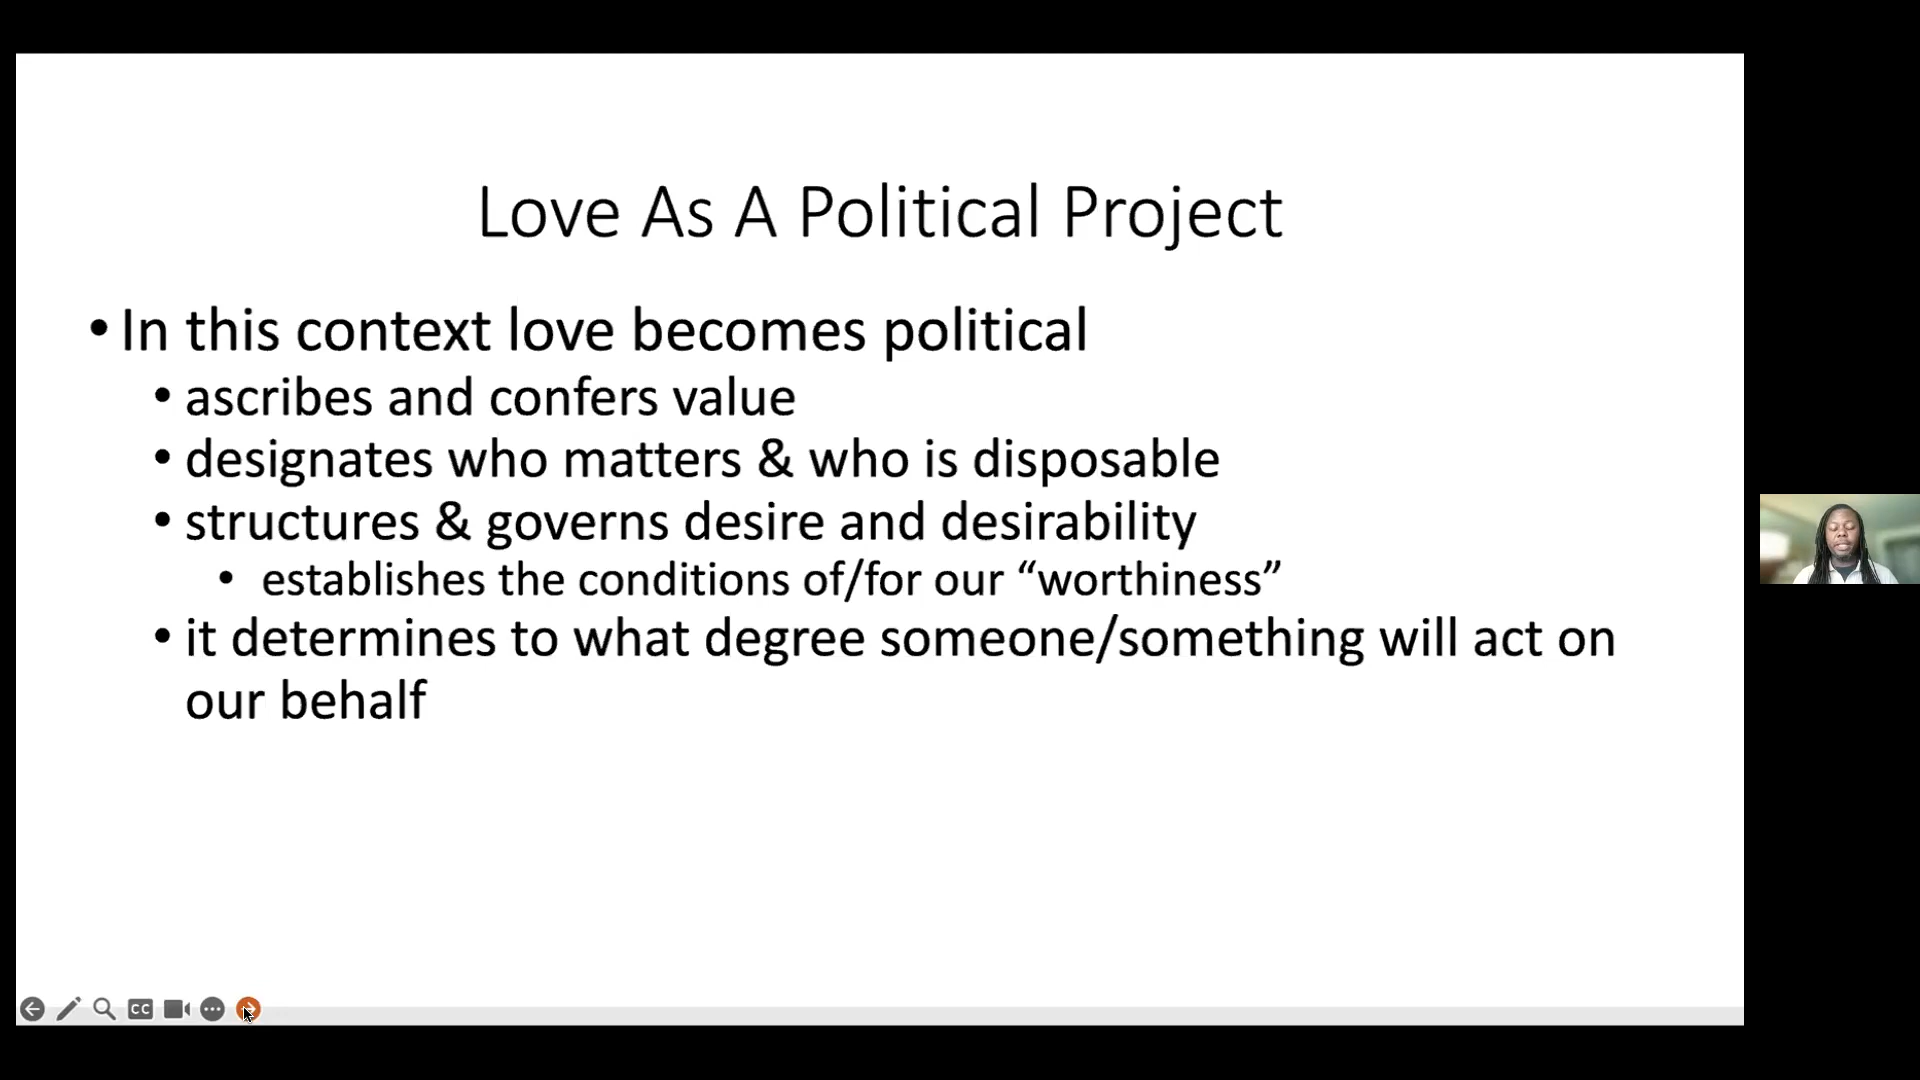 Love As A Political Project
• In this context love becomes political
• ascribes and confers value
• designates who matters & who is disposable
• structures & governs desire and desirability
• establishes the conditions of/for our “worthiness”
• it determines to what degree someone/something will act on
our behalf
CC